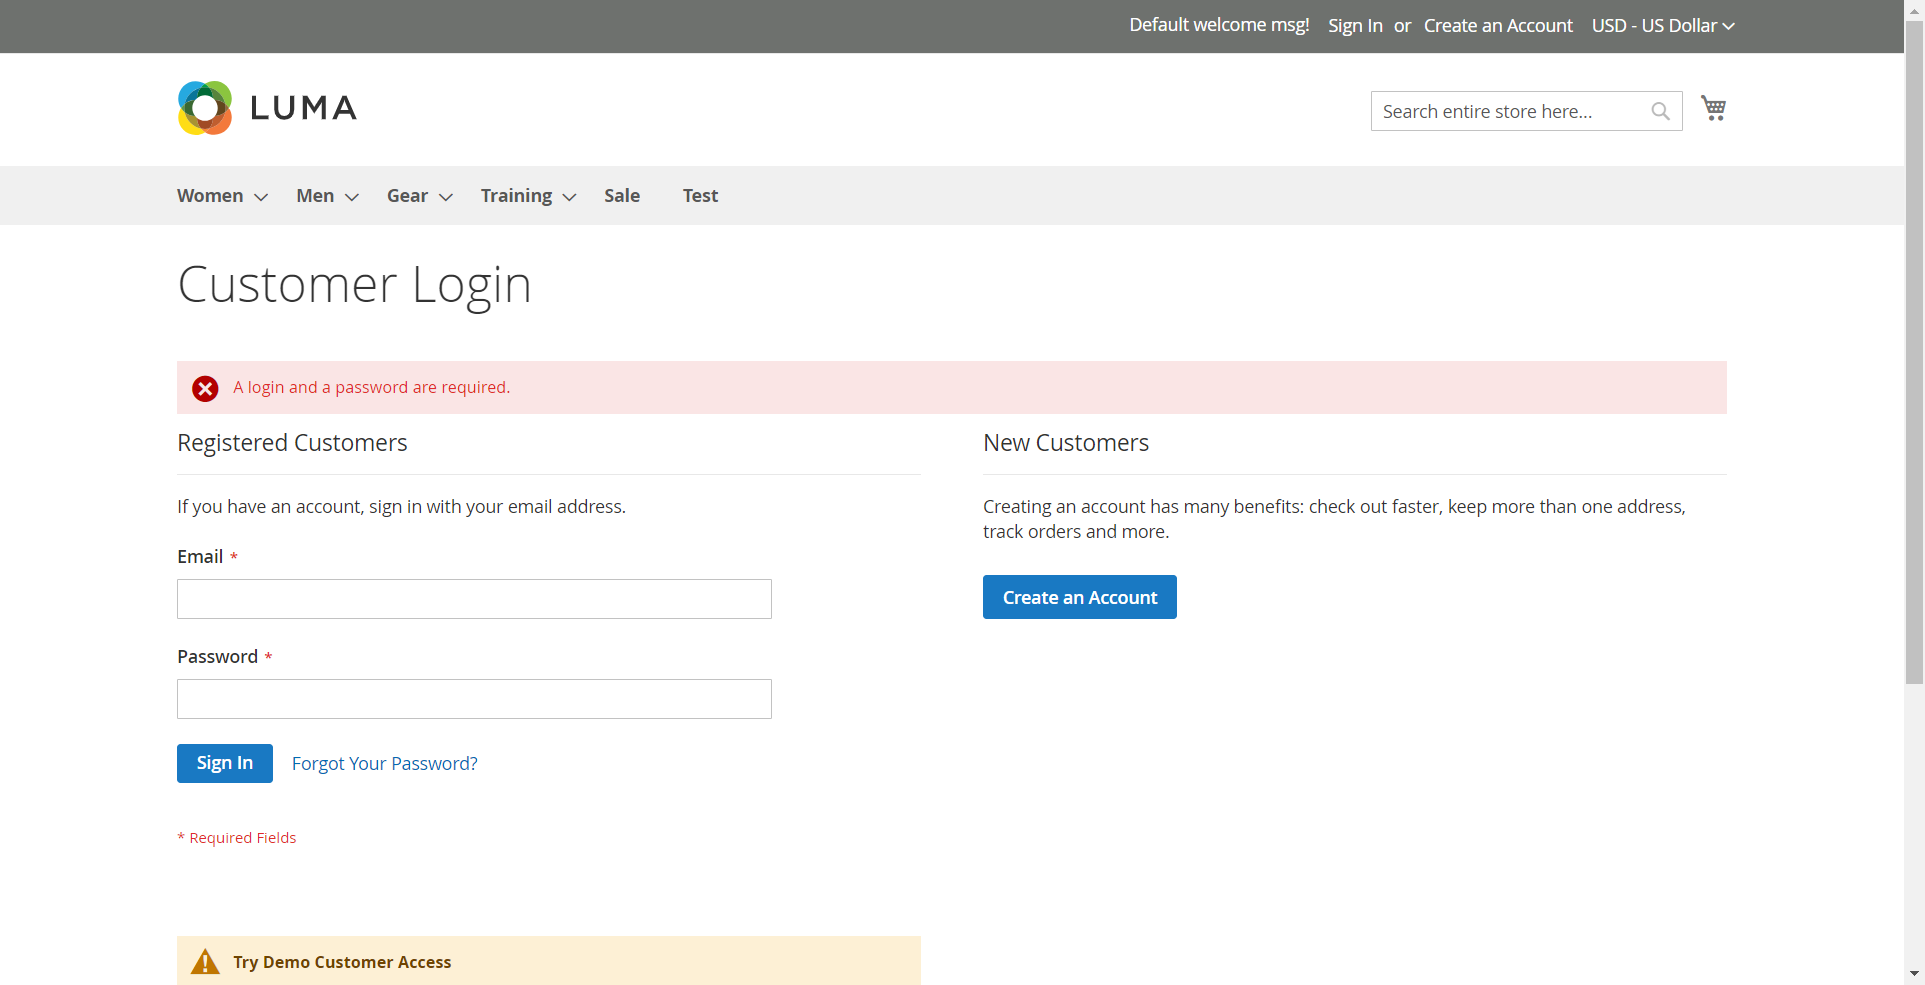 Default welcome msg! Sign In or Create an Account USD - US Dollar
LUMA
Search entire store here...
Women Men Gear Training Sale Test
Customer Login
A login and a password are required.
Registered Customers
If you have an account, sign in with your email address.
Email *
Password *
Sign In Forgot Your Password?
* Required Fields
New Customers
Creating an account has many benefits: check out faster, keep more than one address,
track orders and more.
Create an Account
Try Demo Customer Access